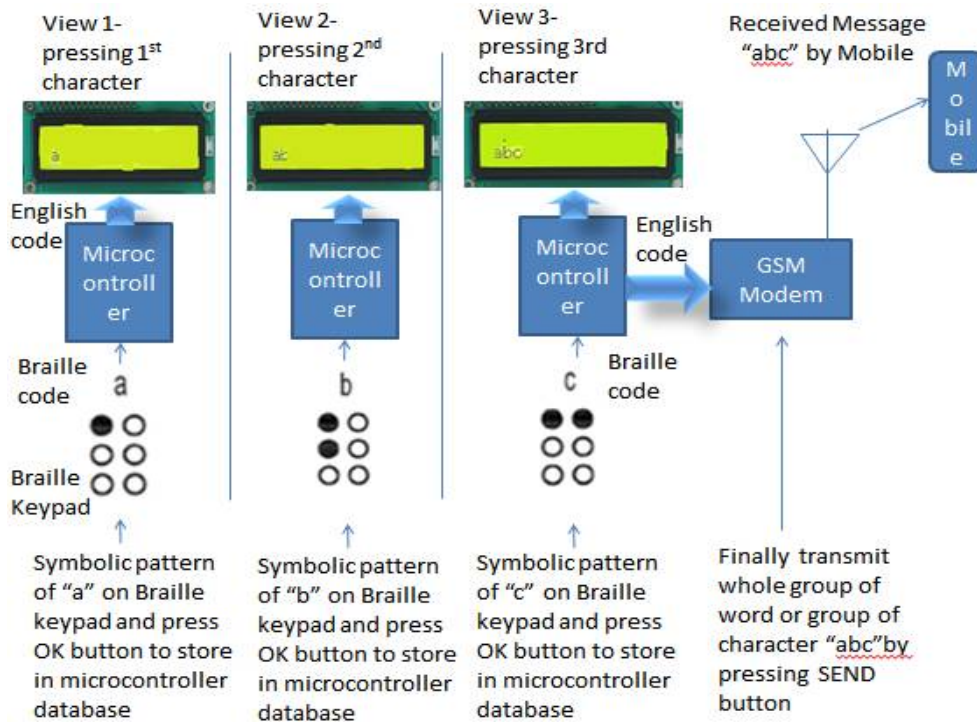 View 1-
pressing 1st
character
a
English
code
Microc
ontroll
er
Braille
code
a
Braille
Keypad
Symbolic pattern
of “a” on Braille
keypad and press
OK button to store
in microcontroller
database
View 2-
pressing 2nd
character
ab
Microc
ontroll
er
b
Symbolic pattern
of “b” on Braille
keypad and press
OK button to store
in microcontroller
database
View 3-
pressing 3rd
character
abc
Microc
ontroll
er
English
code
Braille
code
c
Symbolic pattern
of “c” on Braille
keypad and press
OK button to store
in microcontroller
database
Received Message
“abc” by Mobile
M
obil
e
GSM
Modem
Finally transmit
whole group of
word or group of
character “abc”by
pressing SEND
button